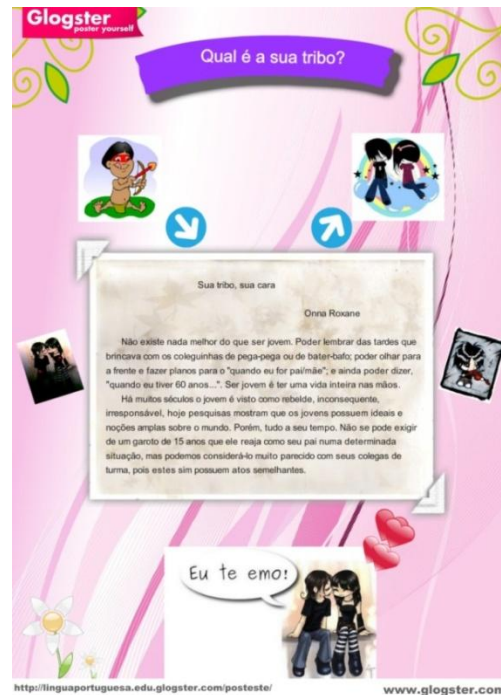 Glogster
poster yourself
Qual é a sua tribo?
Sua tribo, sua cara
Onna Roxane
Não existe nada melhor do que ser jovem. Poder lembrar das tardes que
brincava com os coleguinhas de pega-pega ou de bater-bafo; poder olhar para
a frente e fazer planos para o "quando eu for pai/mãe"; e ainda poder dizer,
"quando eu tiver 60 anos...". Ser jovem é ter uma vida inteira nas mãos.
Há muitos séculos o jovem é visto como rebelde, inconsequente,
irresponsável, hoje pesquisas mostram que os jovens possuem ideais e
noções amplas sobre o mundo. Porém, tudo a seu tempo. Não se pode exigir
de um garoto de 15 anos que ele reaja como seu pai numa determinada
situação, mas podemos considerá-lo muito parecido com seus colegas de
turma, pois estes sim possuem atos semelhantes.
Eu te emo!
http://linguaportuguesa.edu.glogster.com/posteste/
www.glogster.com